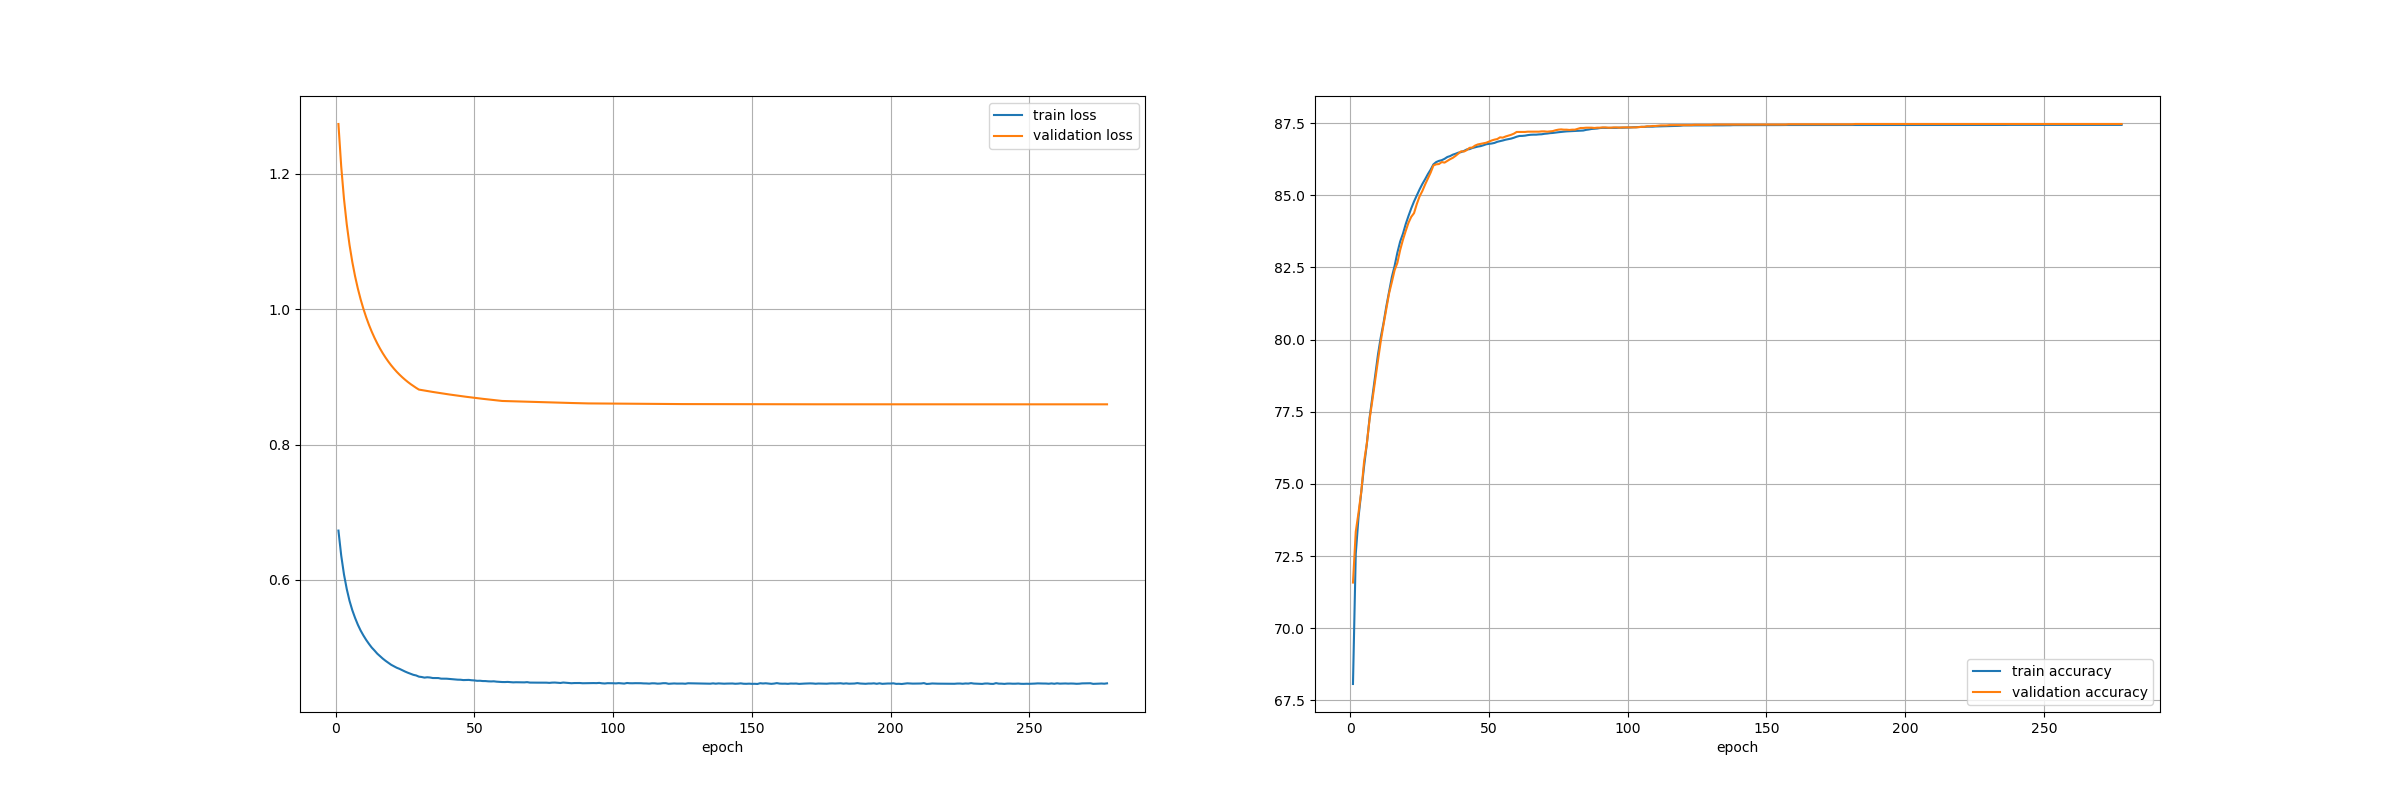 train loss
validation loss
1.2
1.0
0.8
0.6
0 50 100 150 200 250
epoch
87.5
85.0
82.5
80.0
77.5
75.0
72.5
70.0
67.5
train accuracy
validation accuracy
0 50 100 150 200 250
epoch